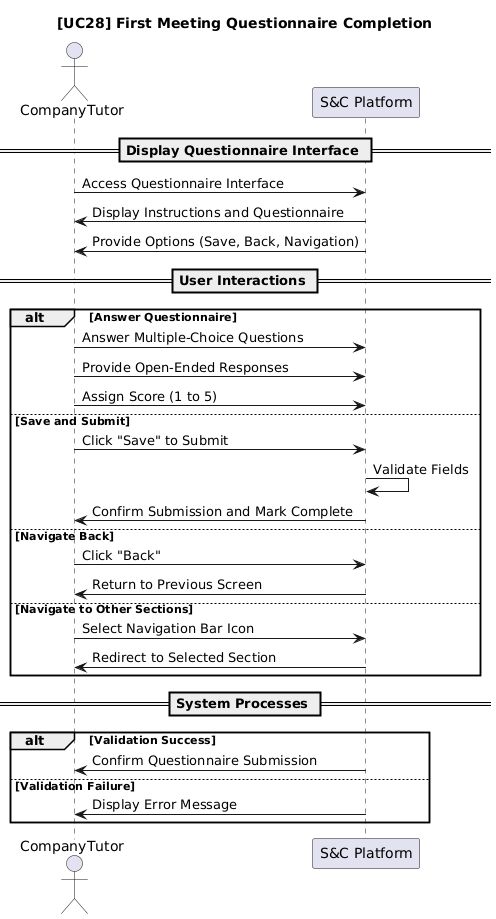 [UC28] First Meeting Questionnaire Completion
CompanyTutor
S&C Platform
Display Questionnaire Interface
Access Questionnaire Interface
Display Instructions and Questionnaire
Provide Options (Save, Back, Navigation)
User Interactions
alt [Answer Questionnaire]
Answer Multiple-Choice Questions
Provide Open-Ended Responses
Assign Score (1 to 5)
[Save and Submit]
Click "Save" to Submit
Validate Fields
Confirm Submission and Mark Complete
[Navigate Back]
Click "Back"
Return to Previous Screen
[Navigate to Other Sections]
Select Navigation Bar Icon
Redirect to Selected Section
System Processes
alt [Validation Success]
Confirm Questionnaire Submission
[Validation Failure]
Display Error Message
CompanyTutor
S&C Platform